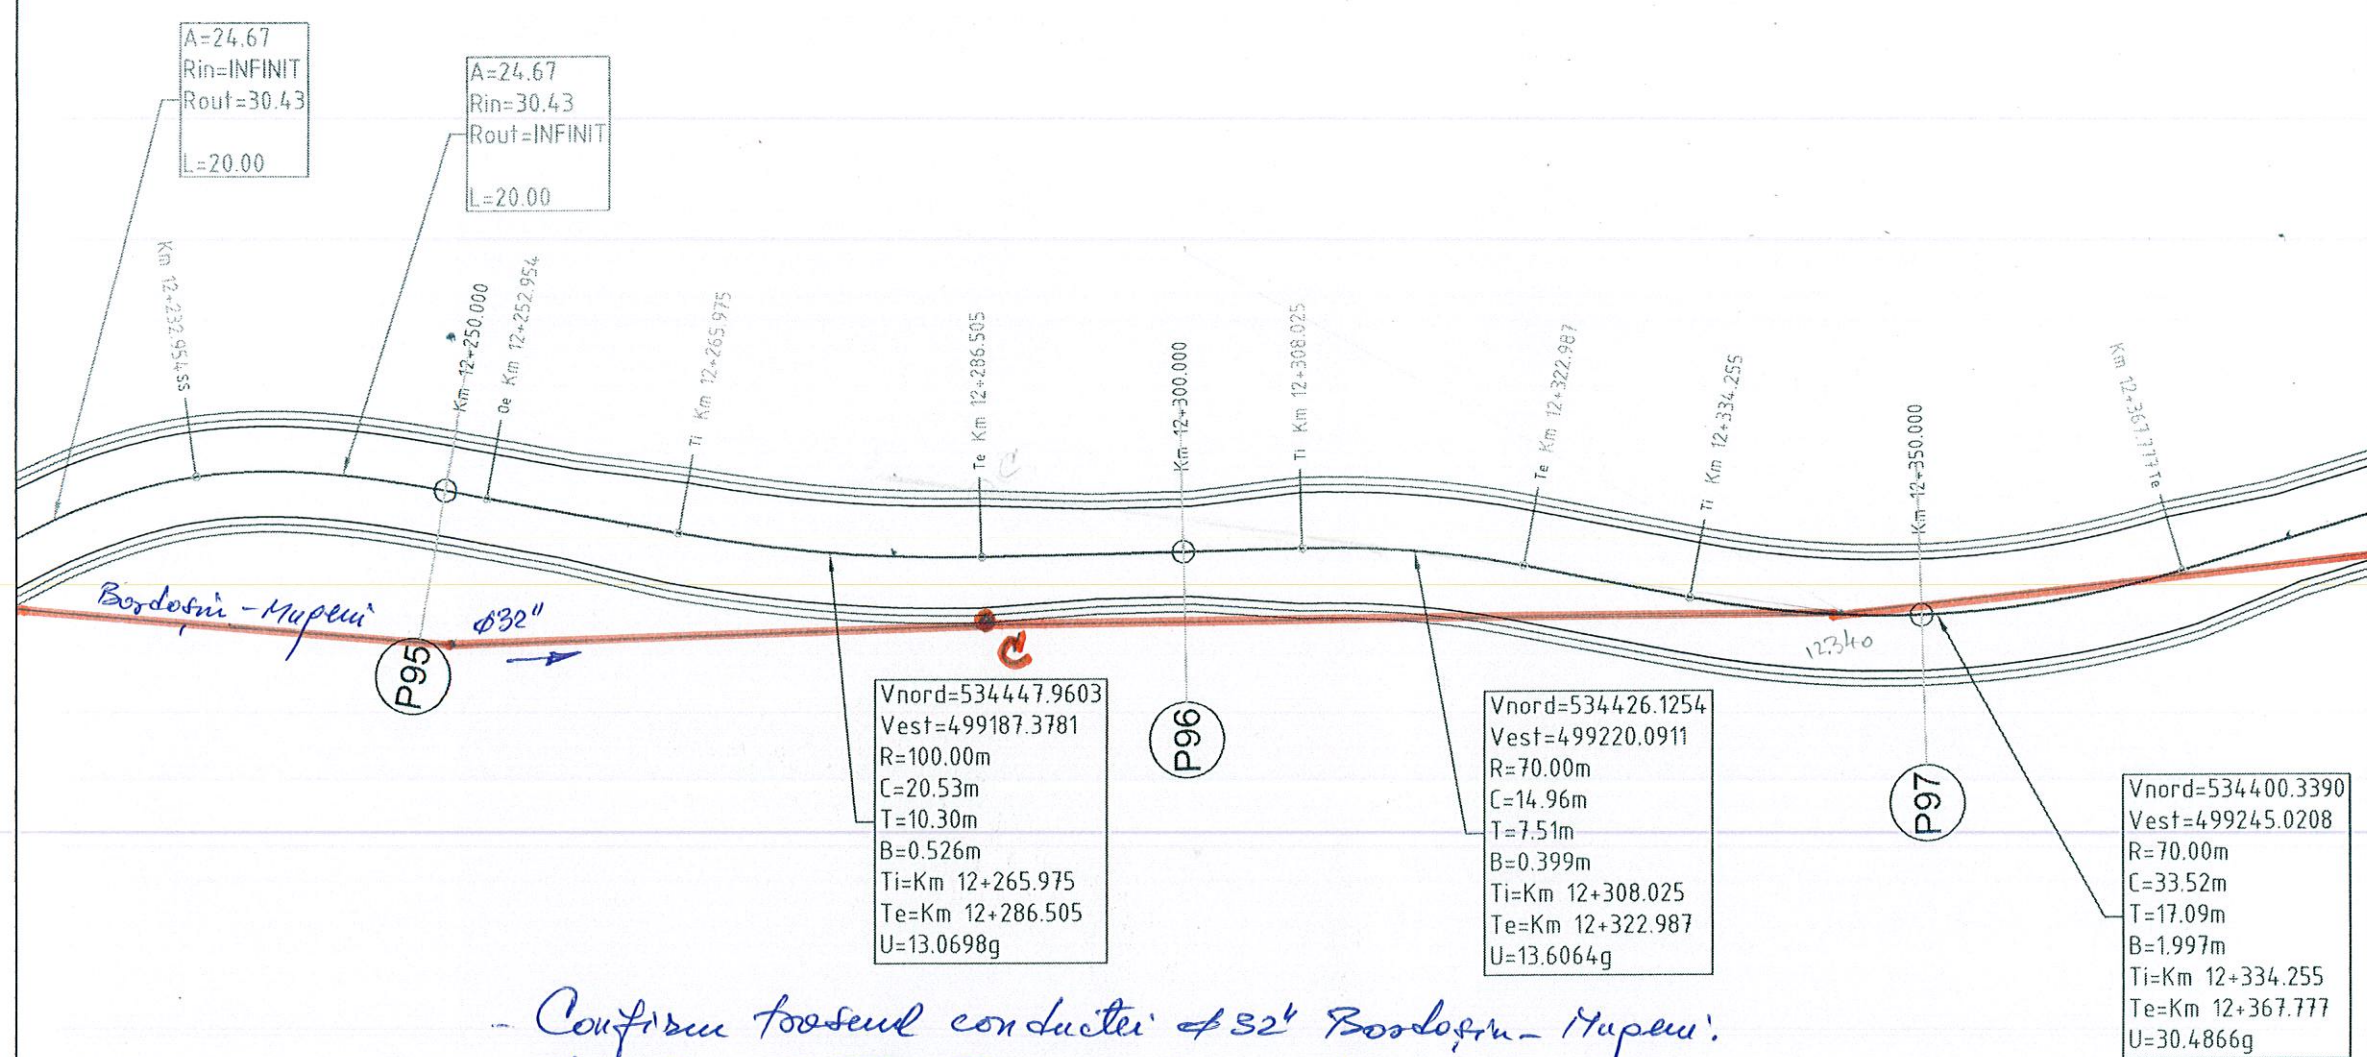 A=24.67
Rin=INFINIT
Rout=30.43
L=20.00
A=24.67
Rin=30.43
Rout=INFINIT
L=20.00
Km 12+232.954 ss
Km 12+250.000
De Km 12+252.954
Ti Km 12+265.975
Te Km 12+286.505
Km 12+300.000
Ti Km 12+308.025
Te Km 12+322.987
Ti Km 12+334.255
Km 12+350.000
Km 12+367.777 Te
C
Bordoșiu - Mupeni
ø32"
C
12.340
P95
P96
P97
Vnord=534447.9603
Vest=499187.3781
R=100.00m
C=20.53m
T=10.30m
B=0.526m
Ti=Km 12+265.975
Te=Km 12+286.505
U=13.0698g
Vnord=534426.1254
Vest=499220.0911
R=70.00m
C=14.96m
T=7.51m
B=0.399m
Ti=Km 12+308.025
Te=Km 12+322.987
U=13.6064g
Vnord=534400.3390
Vest=499245.0208
R=70.00m
C=33.52m
T=17.09m
B=1.997m
Ti=Km 12+334.255
Te=Km 12+367.777
U=30.4866g
- Confirm traseul conductei ø32" Bordoșiu - Mupeni.